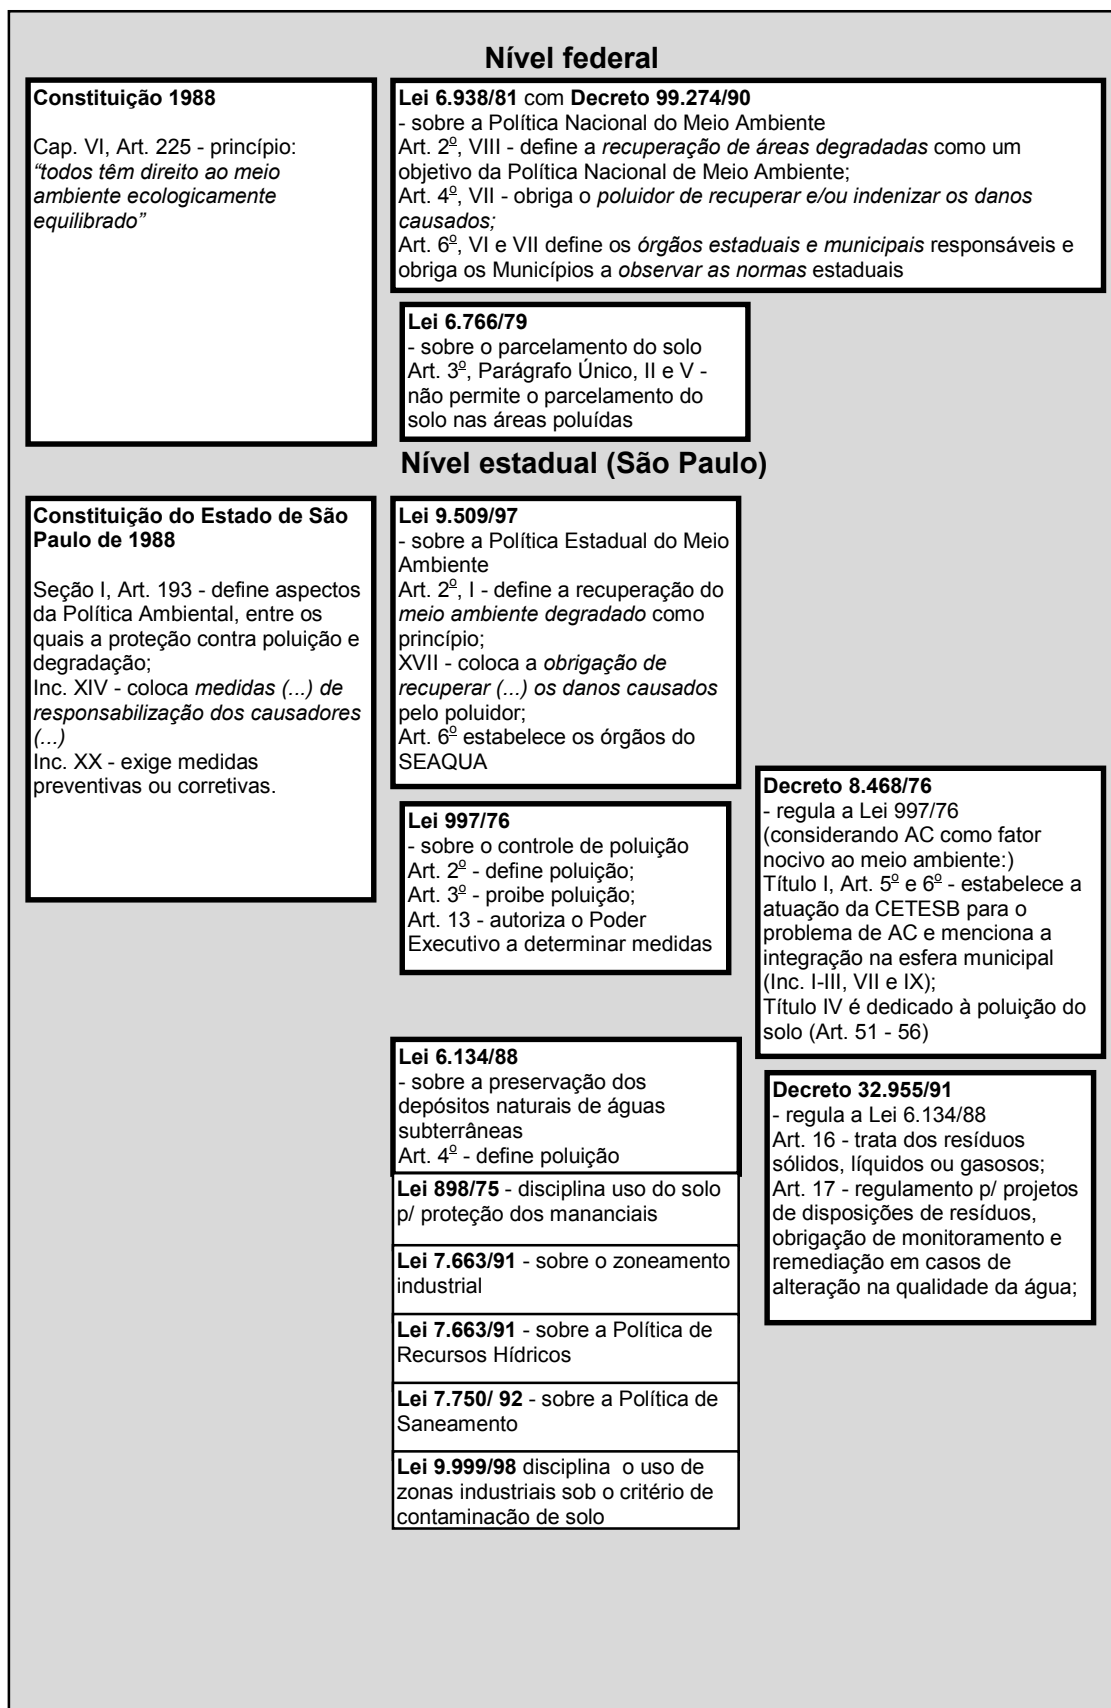 Nível federal
Constituição 1988
Cap. VI, Art. 225 - princípio:
“todos têm direito ao meio
ambiente ecologicamente
equilibrado”
Lei 6.938/81 com Decreto 99.274/90
- sobre a Política Nacional do Meio Ambiente
Art. 2º, VIII - define a recuperação de áreas degradadas como um
objetivo da Política Nacional de Meio Ambiente;
Art. 4º, VII - obriga o poluidor de recuperar e/ou indenizar os danos
causados;
Art. 6º, VI e VII define os órgãos estaduais e municipais responsáveis e
obriga os Municípios a observar as normas estaduais
Lei 6.766/79
- sobre o parcelamento do solo
Art. 3º, Parágrafo Único, II e V -
não permite o parcelamento do
solo nas áreas poluídas
Nível estadual (São Paulo)
Constituição do Estado de São
Paulo de 1988
Seção I, Art. 193 - define aspectos
da Política Ambiental, entre os
quais a proteção contra poluição e
degradação;
Inc. XIV - coloca medidas (...) de
responsabilização dos causadores
(...)
Inc. XX - exige medidas
preventivas ou corretivas.
Lei 9.509/97
- sobre a Política Estadual do Meio
Ambiente
Art. 2º, I - define a recuperação do
meio ambiente degradado como
princípio;
XVII - coloca a obrigação de
recuperar (...) os danos causados
pelo poluidor;
Art. 6º estabelece os órgãos do
SEAQUA
Lei 997/76
- sobre o controle de poluição
Art. 2º - define poluição;
Art. 3º - proibe poluição;
Art. 13 - autoriza o Poder
Executivo a determinar medidas
Decreto 8.468/76
- regula a Lei 997/76
(considerando AC como fator
nocivo ao meio ambiente:)
Título I, Art. 5º e 6º - estabelece a
atuação da CETESB para o
problema de AC e menciona a
integração na esfera municipal
(Inc. I-III, VII e IX);
Título IV é dedicado à poluição do
solo (Art. 51 - 56)
Lei 6.134/88
- sobre a preservação dos
depósitos naturais de águas
subterrâneas
Art. 4º - define poluição
Decreto 32.955/91
- regula a Lei 6.134/88
Art. 16 - trata dos resíduos
sólidos, líquidos ou gasosos;
Art. 17 - regulamento p/ projetos
de disposições de resíduos,
obrigação de monitoramento e
remediação em casos de
alteração na qualidade da água;
Lei 898/75 - disciplina uso do solo
p/ proteção dos mananciais
Lei 7.663/91 - sobre o zoneamento
industrial
Lei 7.663/91 - sobre a Política de
Recursos Hídricos
Lei 7.750/ 92 - sobre a Política de
Saneamento
Lei 9.999/98 disciplina o uso de
zonas industriais sob o critério de
contaminação de solo